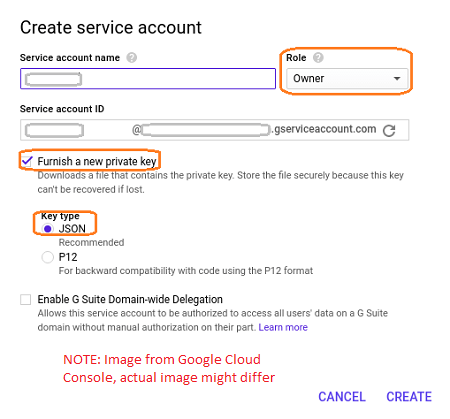 Create service account
Service account name Role
Owner
Service account ID
@ .gserviceaccount.com
Furnish a new private key
Downloads a file that contains the private key. Store the file securely because this key
can't be recovered if lost.
Key type
JSON
Recommended
P12
For backward compatibility with code using the P12 format
Enable G Suite Domain-wide Delegation
Allows this service account to be authorized to access all users' data on a G Suite
domain without manual authorization on their part. Learn more
NOTE: Image from Google Cloud
Console, actual image might differ
CANCEL CREATE